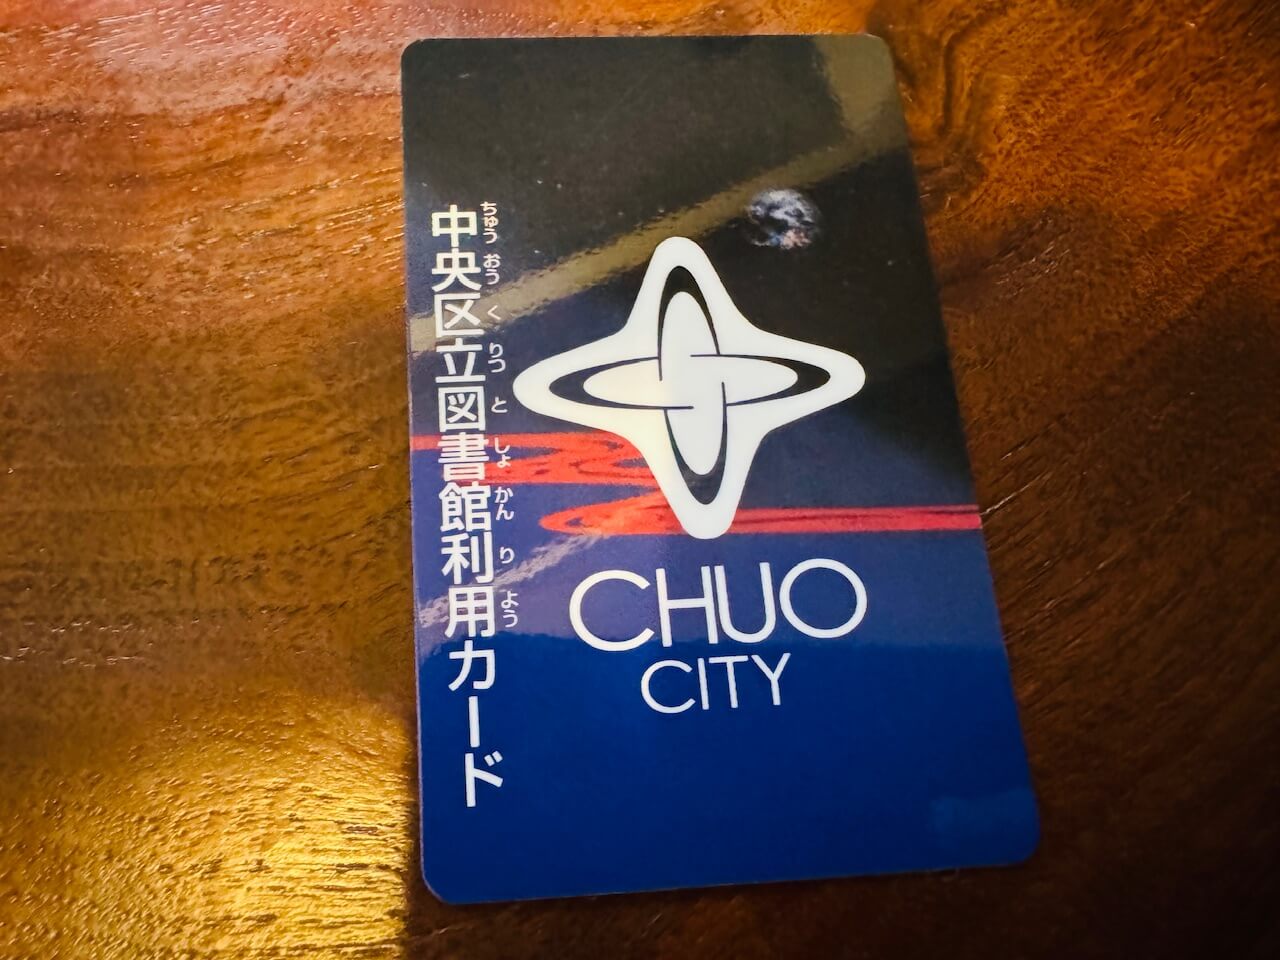 中央区立図書館利用カード
ちゅう おう く りつ と しょ かん り よう
CHUO
CITY